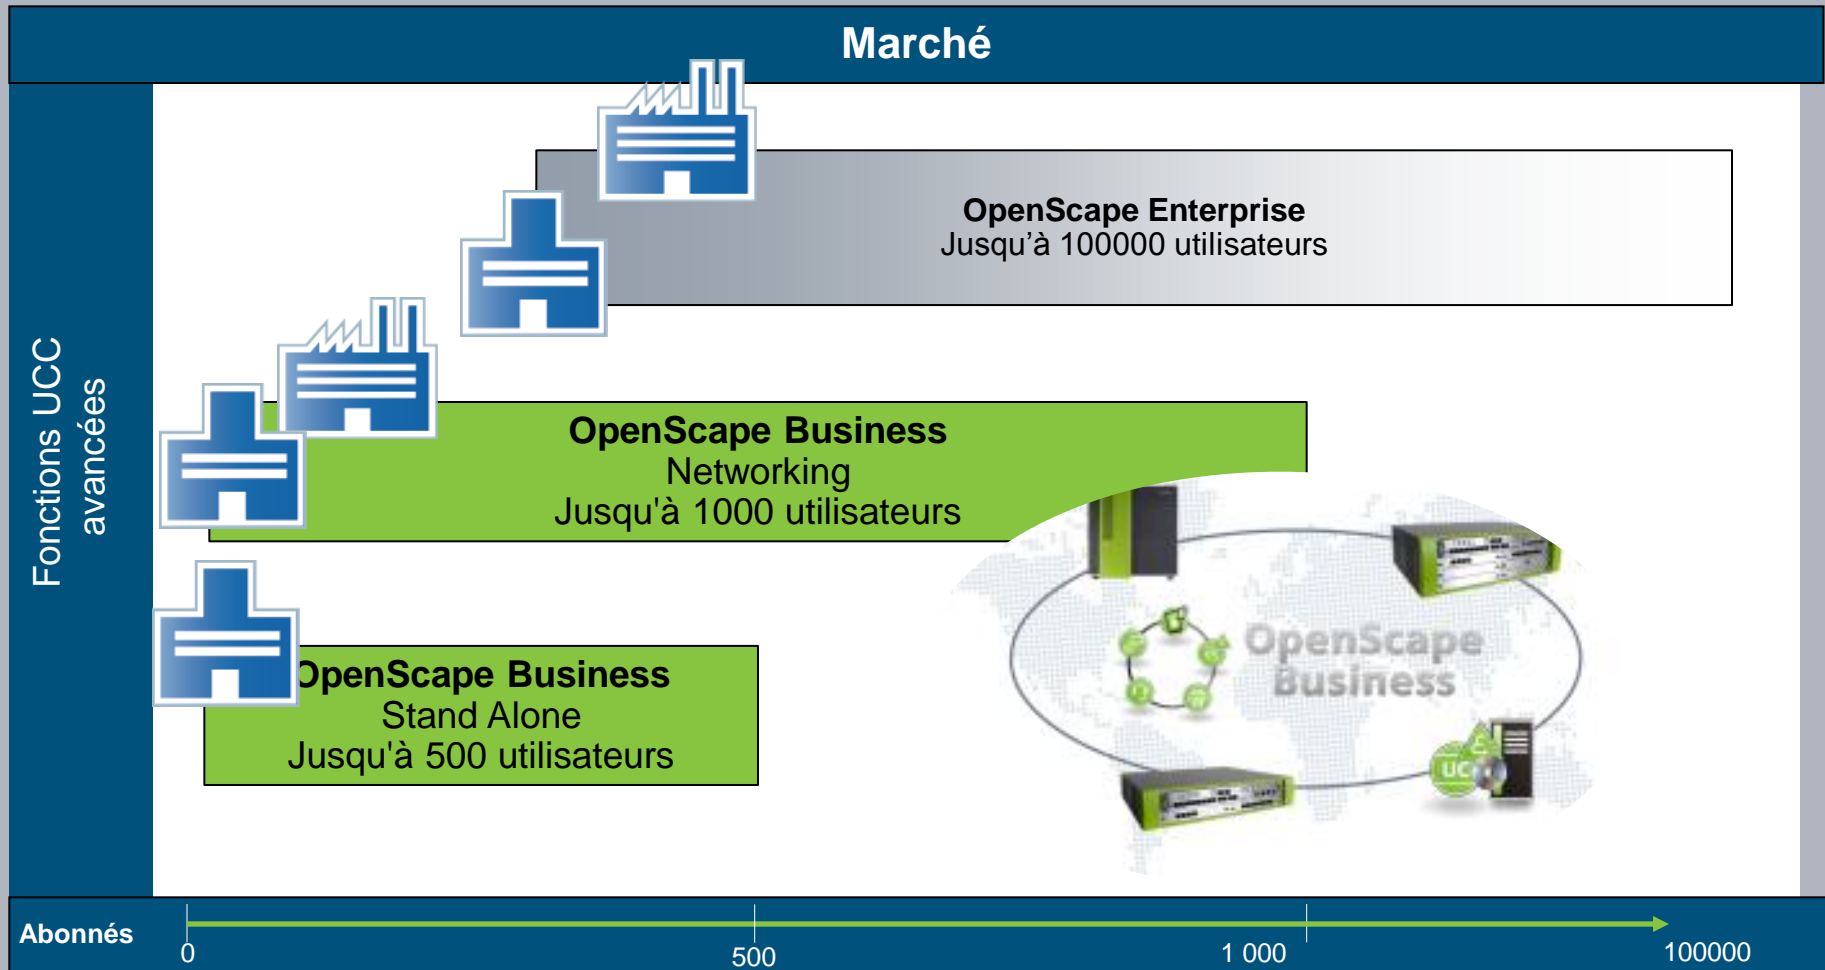 Marché
Fonctions UCC
avancées
OpenScape Enterprise
Jusqu’à 100000 utilisateurs
OpenScape Business
Networking
Jusqu'à 1000 utilisateurs
OpenScape Business
Stand Alone
Jusqu'à 500 utilisateurs
OpenScape
Business
UC
Abonnés
0
500
1 000
100000